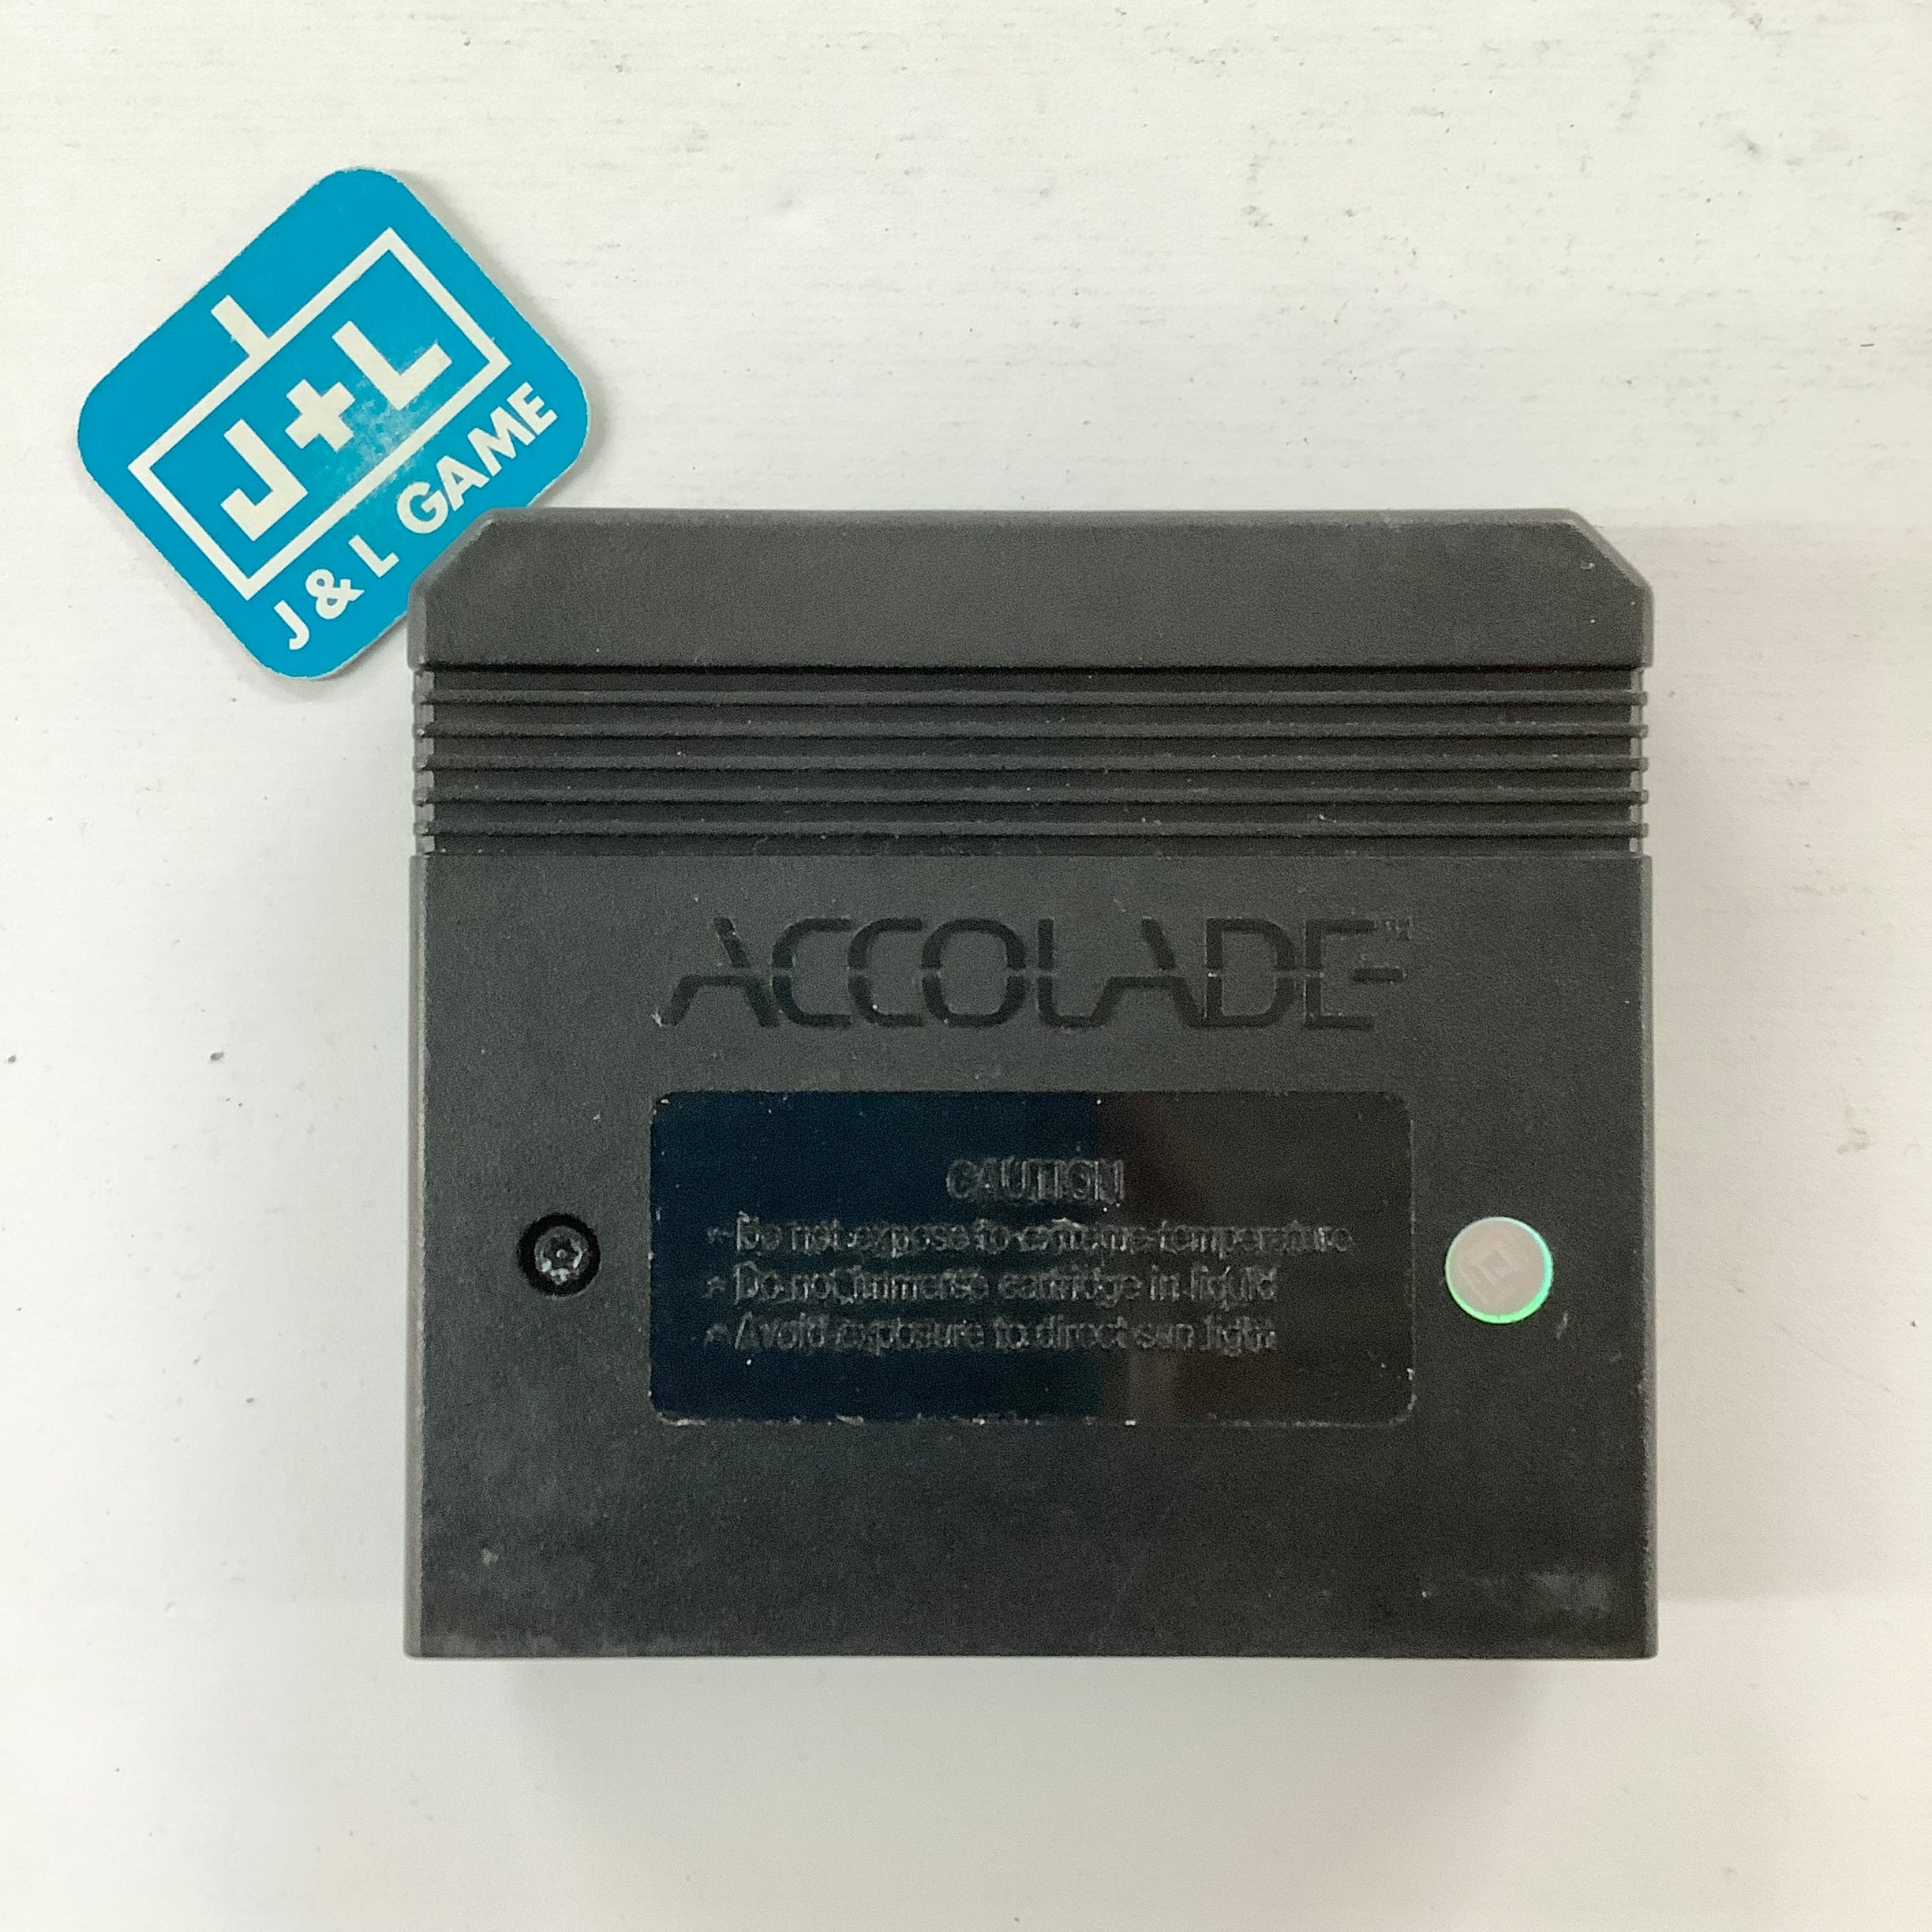 J+L
J & L GAME
ACCOLADE™
CAUTION
* Do not expose to extreme temperature
* Do not immerse cartridge in liquid
* Avoid exposure to direct sun light